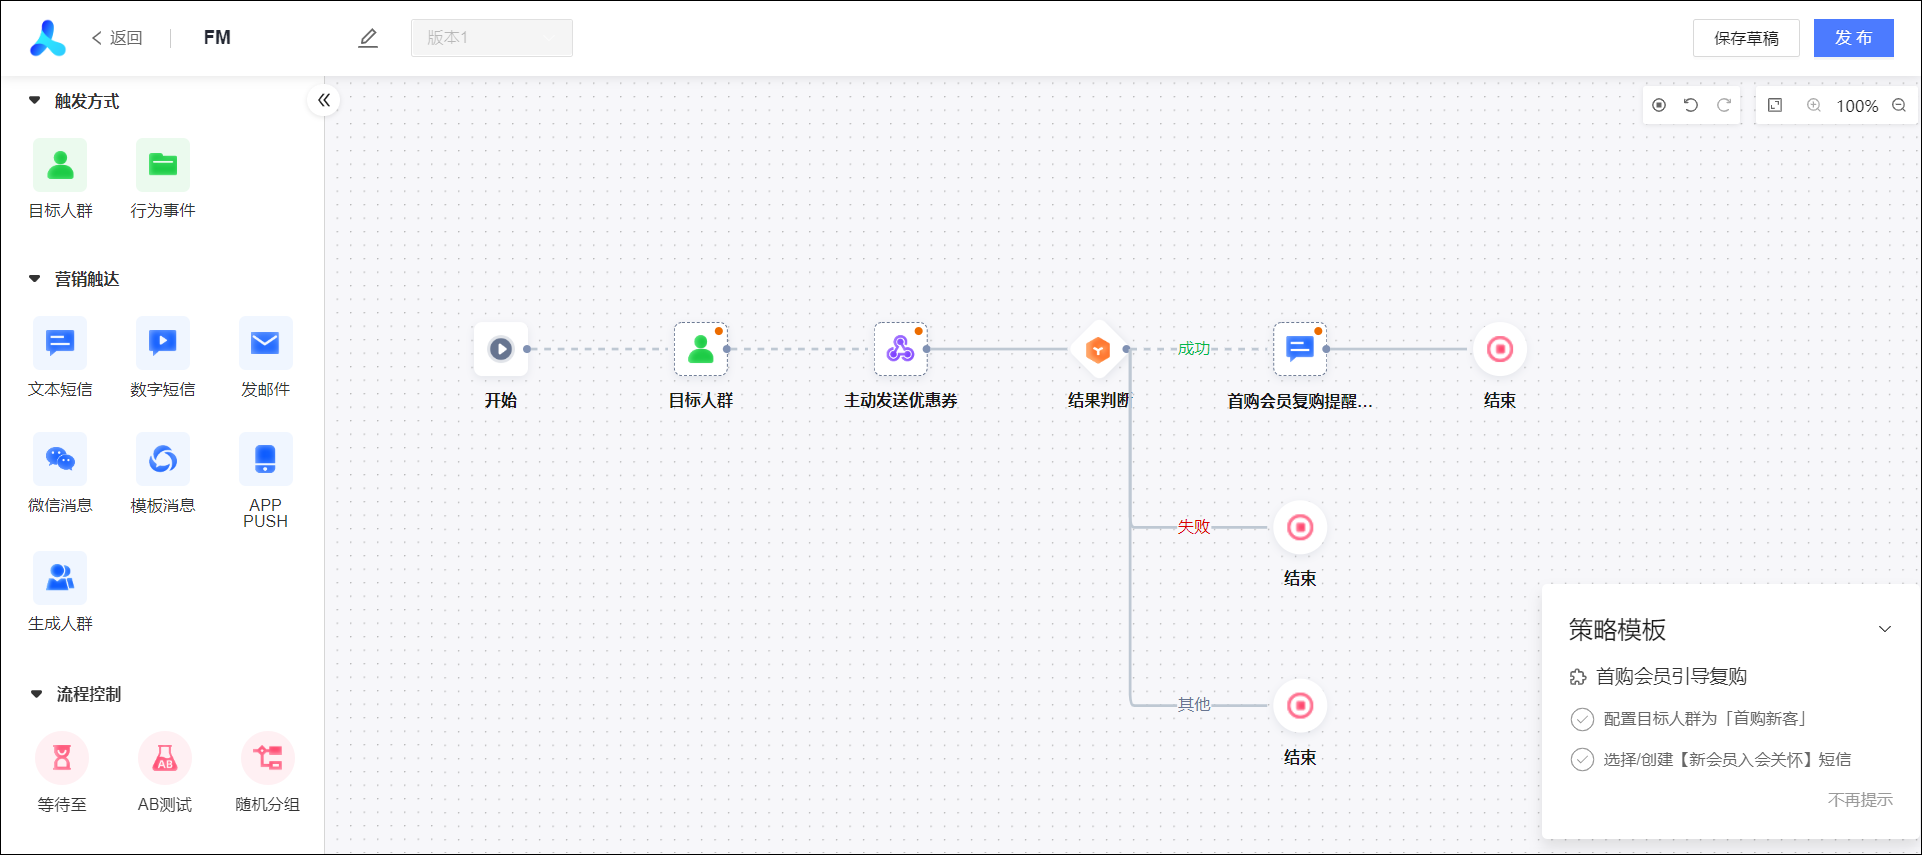 返回
FM
版本1
保存草稿
发 布
触发方式
目标人群
行为事件
营销触达
文本短信
数字短信
发邮件
微信消息
模板消息
APP
PUSH
生成人群
流程控制
等待至
AB
AB测试
随机分组
100%
开始
目标人群
主动发送优惠券
结果判断
成功
首购会员复购提醒...
结束
失败
结束
其他
结束
策略模板
首购会员引导复购
配置目标人群为「首购新客」
选择/创建【新会员入会关怀】短信
不再提示